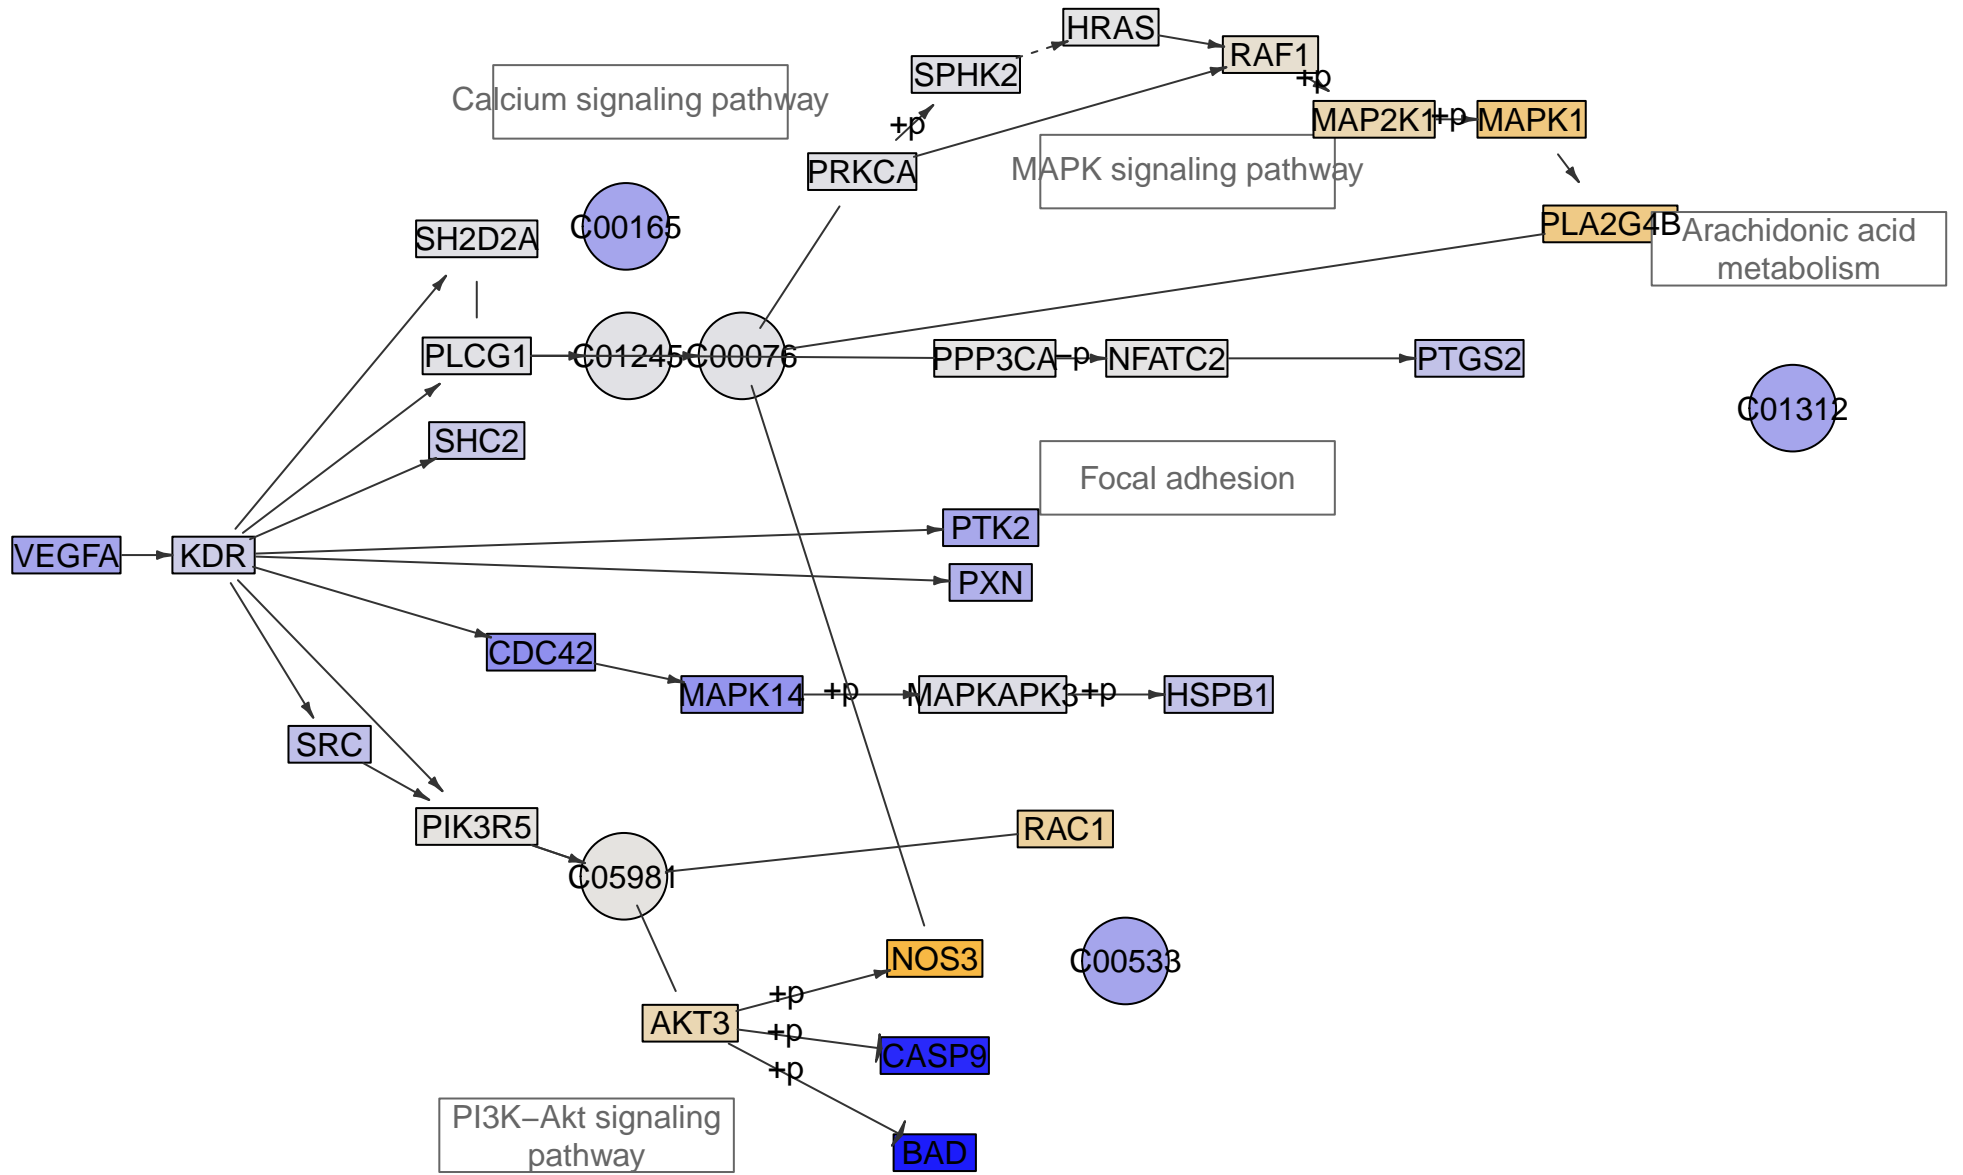 HRAS
RAF1
+p
SPHK2
Calcium signaling pathway
+p
MAP2K1
+p
MAPK1
PRKCA
MAPK signaling pathway
C00165
SH2D2A
PLA2G4B
Arachidonic acid
metabolism
PLCG1
C01245
C00076
PPP3CA
−p
NFATC2
PTGS2
C01312
SHC2
Focal adhesion
PTK2
VEGFA
KDR
PXN
CDC42
MAPK14
+p
MAPKAPK3
+p
HSPB1
SRC
PIK3R5
RAC1
C05981
NOS3
C00533
+p
AKT3
+p
CASP9
+p
PI3K−Akt signaling
pathway
BAD